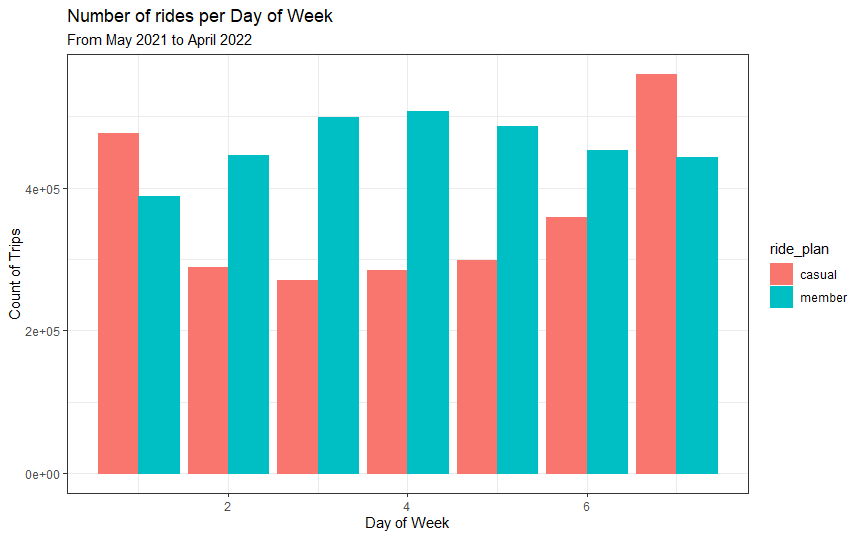 Number of rides per Day of Week
From May 2021 to April 2022
Count of Trips
4e+05
2e+05
0e+00
2
4
6
Day of Week
ride_plan
casual
member